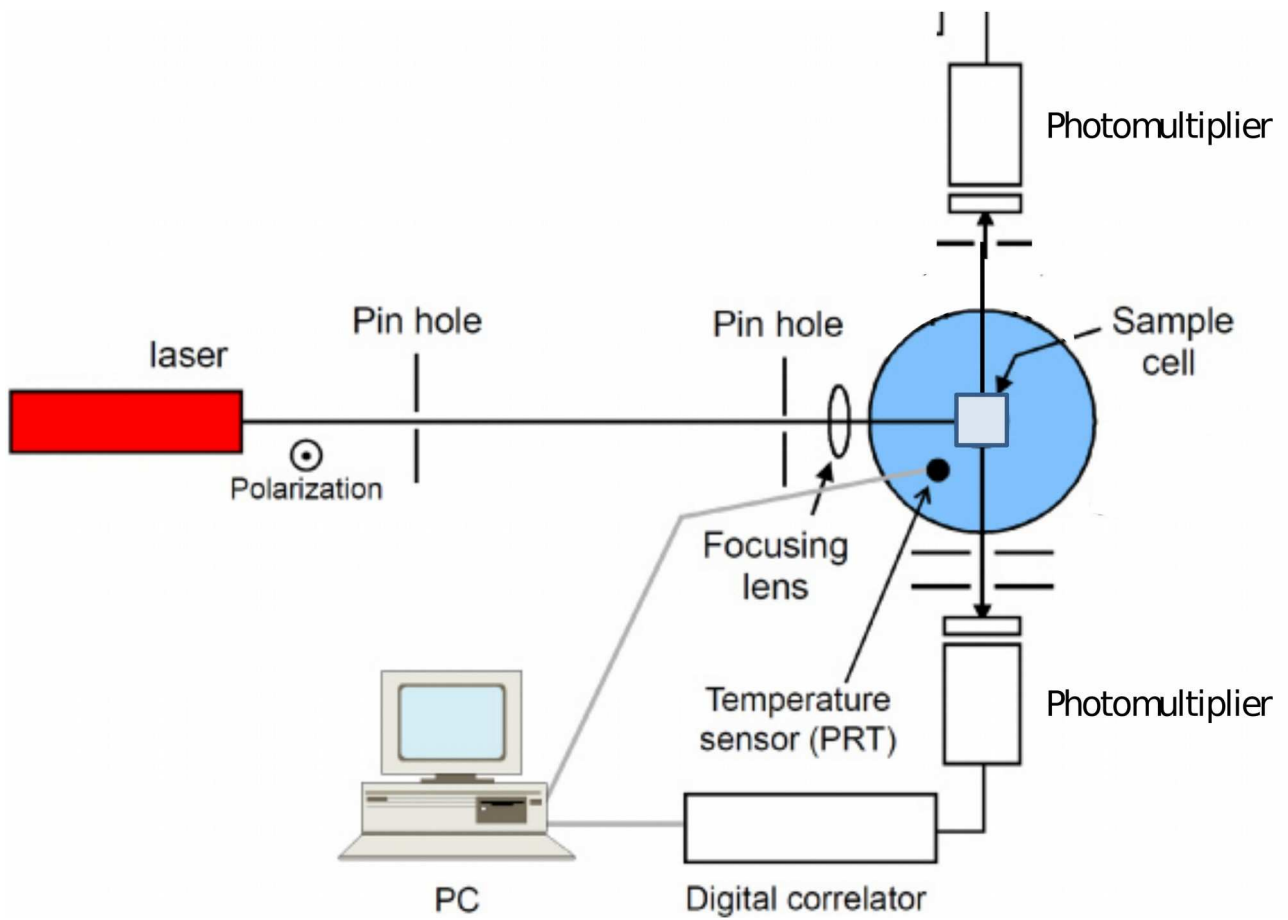 Photomultiplier
Pin hole
Pin hole
Sample
cell
laser
Polarization
Focusing
lens
Temperature
sensor (PRT)
Photomultiplier
PC
Digital correlator